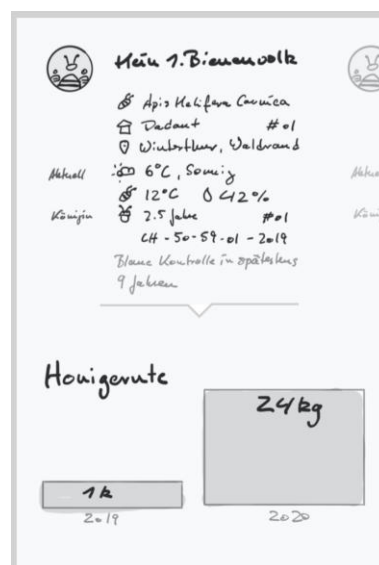 Mein 1. Bienenvolk
Apis Melifera Carnica
Dadant #01
Winterthur, Waldrand
Aktuell 6°C, Sonnig
12°C 42%
Königin 2.5 Jahre #01
CH-50-59-01-2019
Blaue Kontrolle in spätestens
9 Jahren
Honigernte
24kg
1k
2019 2020